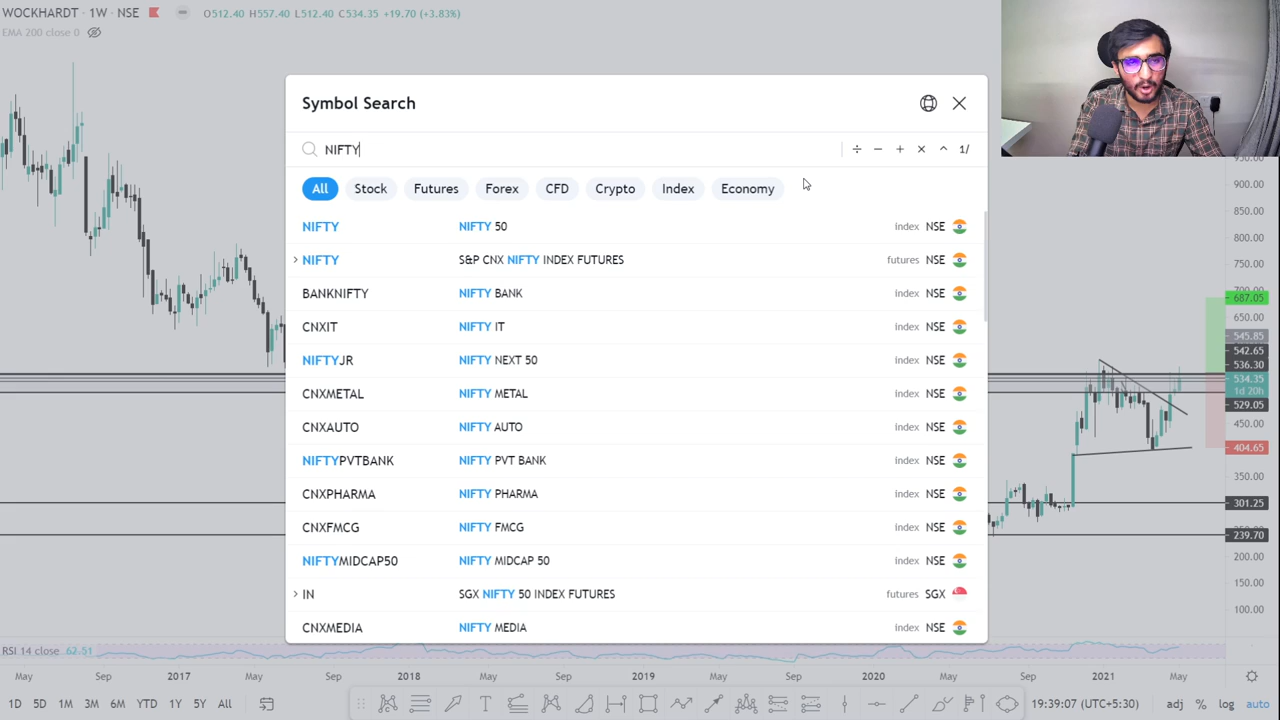 WOCKHARDT · 1W · NSE O512.40 H557.40 L512.40 C534.35 +19.70 (+3.83%)
EMA 200 close 0
Symbol Search
NIFTY
÷ − + × ^ 1/
All Stock Futures Forex CFD Crypto Index Economy
NIFTY NIFTY 50 index NSE
NIFTY S&P CNX NIFTY INDEX FUTURES futures NSE
BANKNIFTY NIFTY BANK index NSE
CNXIT NIFTY IT index NSE
NIFTYJR NIFTY NEXT 50 index NSE
CNXMETAL NIFTY METAL index NSE
CNXAUTO NIFTY AUTO index NSE
NIFTYPVTBANK NIFTY PVT BANK index NSE
CNXPHARMA NIFTY PHARMA index NSE
CNXFMCG NIFTY FMCG index NSE
NIFTYMIDCAP50 NIFTY MIDCAP 50 index NSE
IN SGX NIFTY 50 INDEX FUTURES futures SGX
CNXMEDIA NIFTY MEDIA index NSE
950.00
900.00
850.00
800.00
750.00
687.05
650.00
545.85
542.65
536.30
534.35
1d 20h
529.05
450.00
404.65
350.00
301.25
239.70
200.00
150.00
100.00
RSI 14 close 62.51
May Sep 2017 May Sep 2018 May Sep 2019 May Sep 2020 May Sep 2021 May
1D 5D 1M 3M 6M YTD 1Y 5Y All 19:39:07 (UTC+5:30) adj % log auto